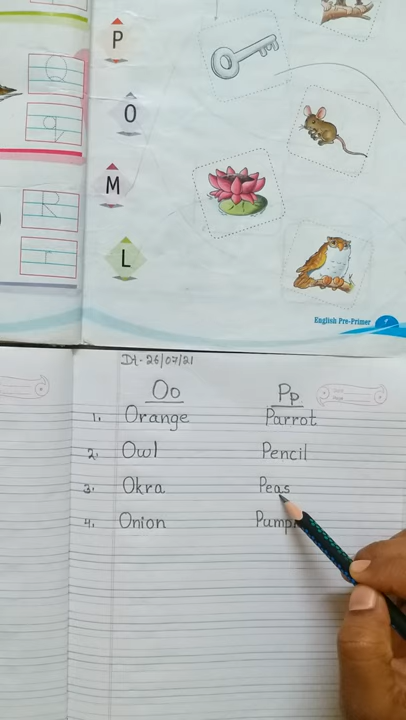 P
O
M
L
Q
q
R
r
English Pre-Primer
Dt- 26/07/21
Oo Pp
1. Orange Parrot
2. Owl Pencil
3. Okra Peas
4. Onion